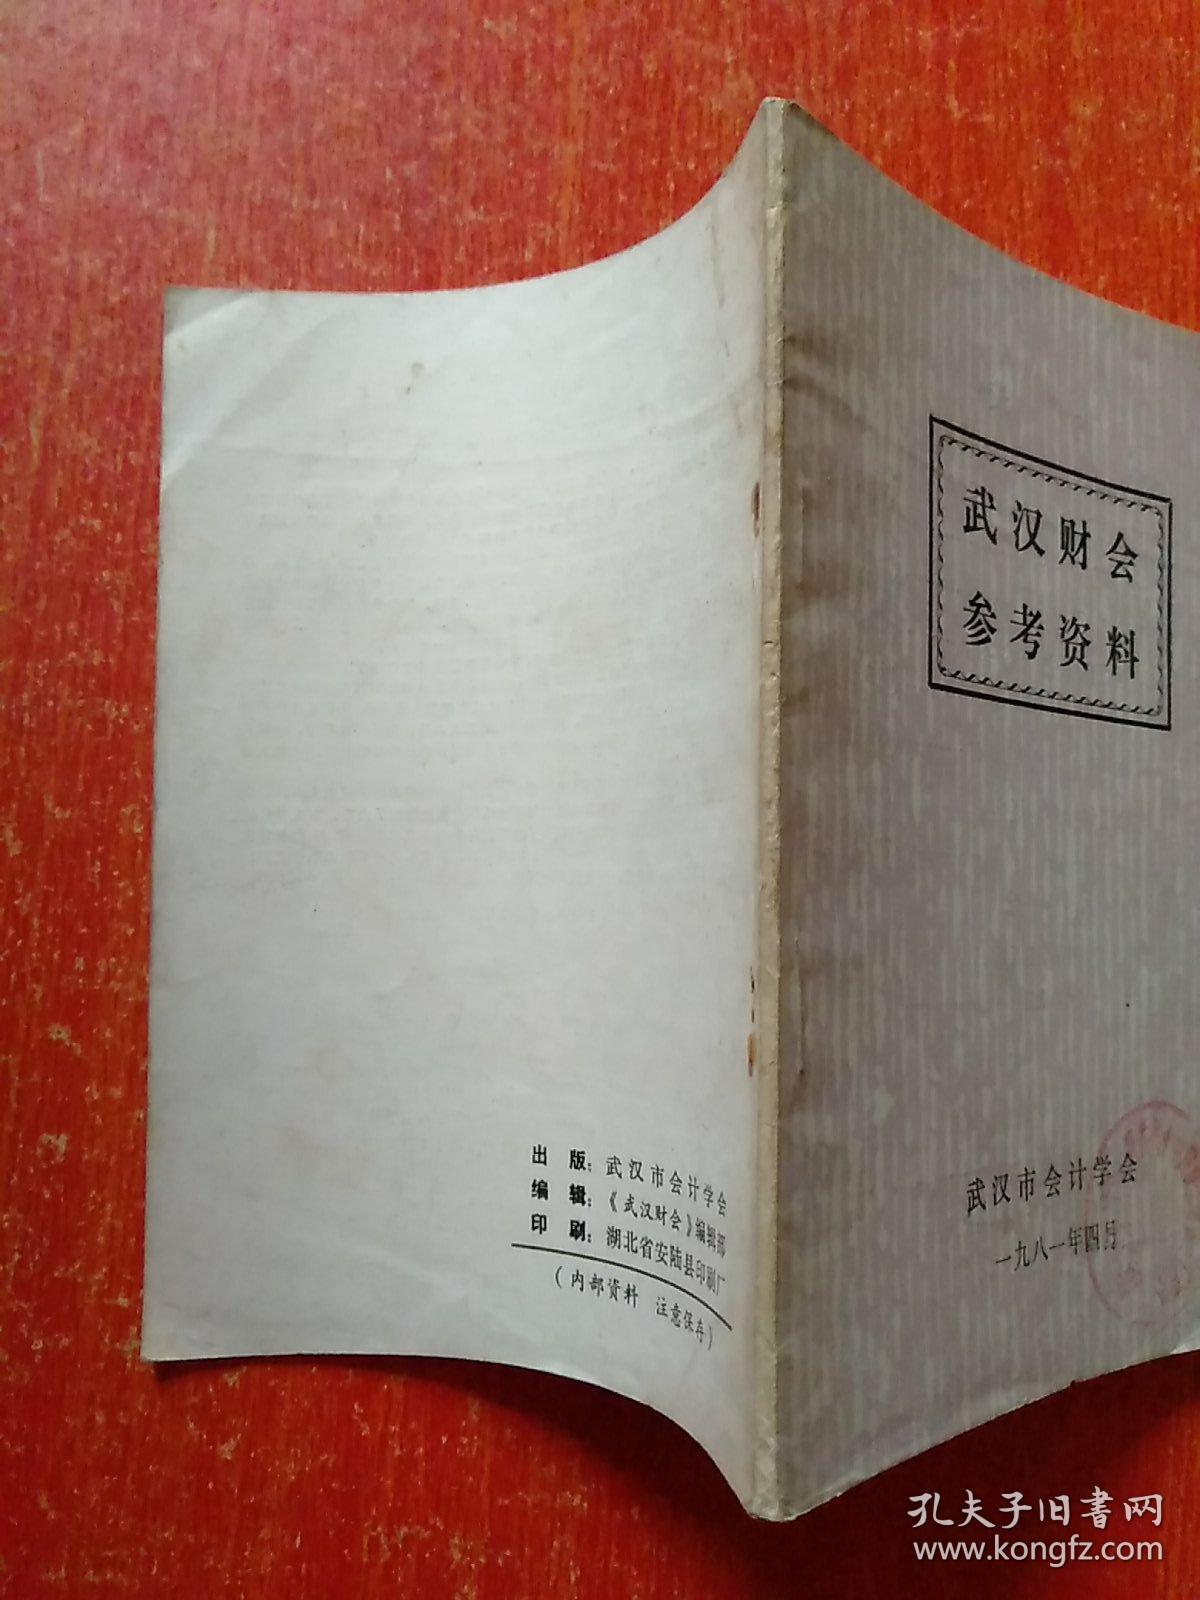 武汉财会
参考资料
武汉市会计学会
一九八一年四月
出 版：武汉市会计学会
编 辑：《武汉财会》编辑部
印 刷：湖北省安陆县印刷厂
（内部资料 注意保存）
孔夫子旧書网
www.kongfz.com